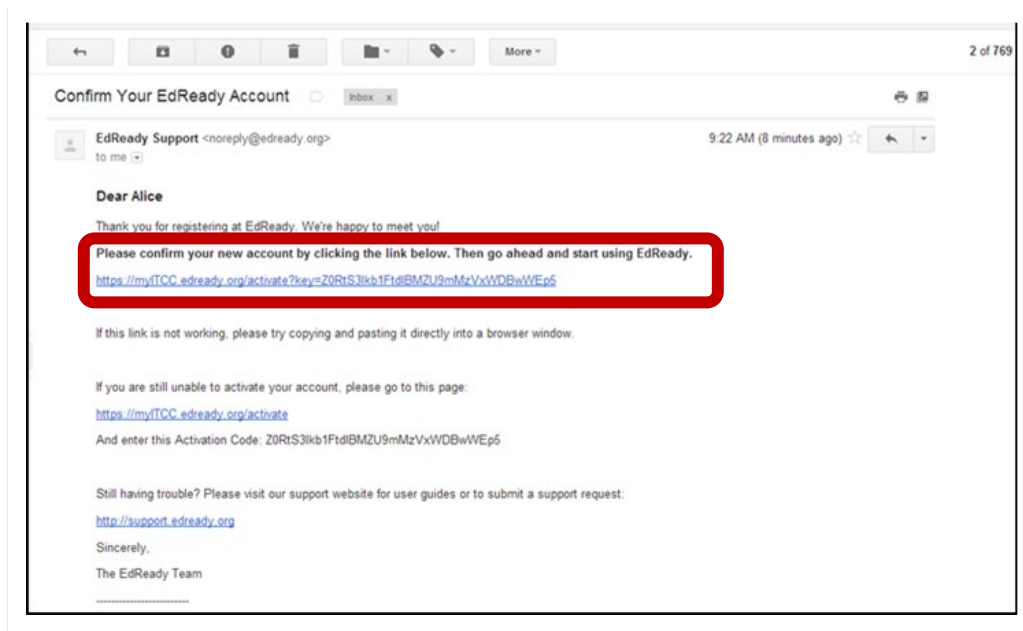 More
2 of 769
Confirm Your EdReady Account
Inbox x
EdReady Support <noreply@edready.org>
9:22 AM (8 minutes ago)
to me
Dear Alice
Thank you for registering at EdReady. We're happy to meet you!
Please confirm your new account by clicking the link below. Then go ahead and start using EdReady.
https://myITCC.edready.org/activate?key=Z0RtS3Ikb1FtdlBMZU9mMzVxWDBwWEp5
If this link is not working, please try copying and pasting it directly into a browser window.
If you are still unable to activate your account, please go to this page:
https://myITCC.edready.org/activate
And enter this Activation Code: Z0RtS3Ikb1FtdlBMZU9mMzVxWDBwWEp5
Still having trouble? Please visit our support website for user guides or to submit a support request:
http://support.edready.org
Sincerely,
The EdReady Team
-------------------------